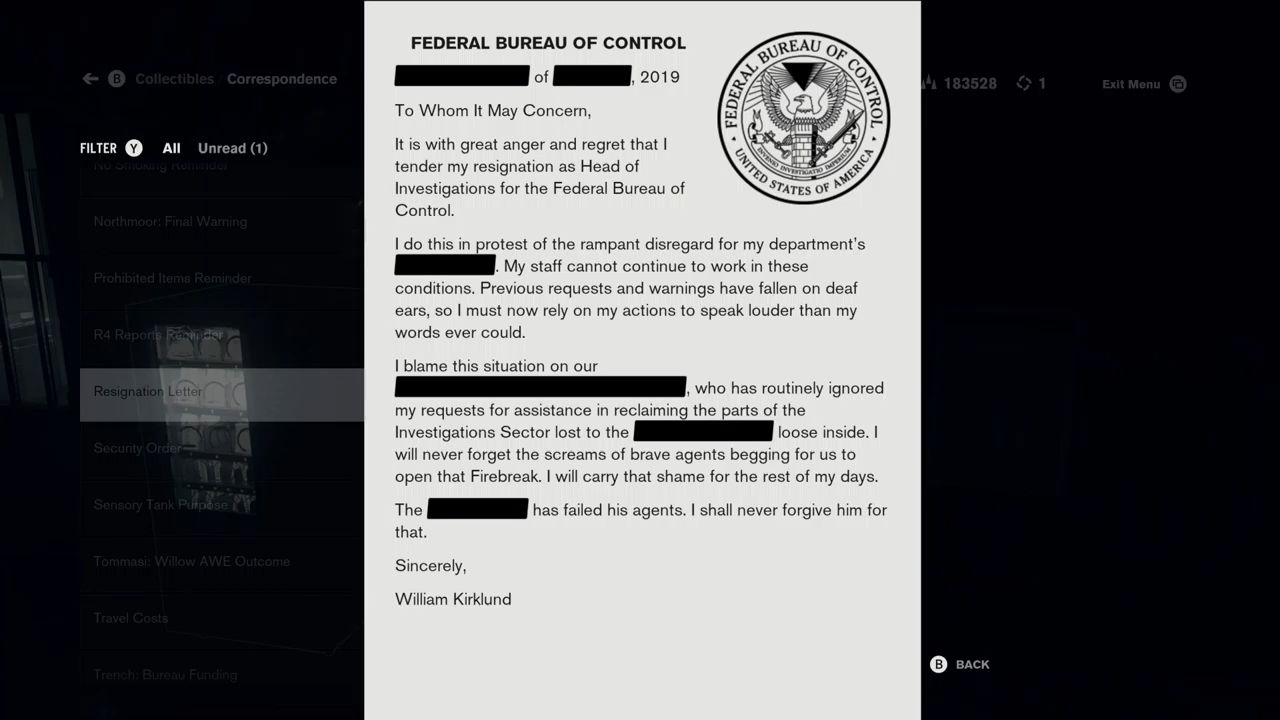 FEDERAL BUREAU OF CONTROL
of , 2019
To Whom It May Concern,
It is with great anger and regret that I
tender my resignation as Head of
Investigations for the Federal Bureau of
Control.
I do this in protest of the rampant disregard for my department's
. My staff cannot continue to work in these
conditions. Previous requests and warnings have fallen on deaf
ears, so I must now rely on my actions to speak louder than my
words ever could.
I blame this situation on our
, who has routinely ignored
my requests for assistance in reclaiming the parts of the
Investigations Sector lost to the loose inside. I
will never forget the screams of brave agents begging for us to
open that Firebreak. I will carry that shame for the rest of my days.
The has failed his agents. I shall never forgive him for
that.
Sincerely,
William Kirklund
FEDERAL BUREAU OF CONTROL
UNITED STATES OF AMERICA
B Collectibles Correspondence
FILTER Y All Unread (1)
No Smoking Reminder
Northmoor: Final Warning
Prohibited Items Reminder
R4 Reports Reminder
Resignation Letter
Security Order
Sensory Tank Purpose
Tommasi: Willow AWE Outcome
Travel Costs
Trench: Bureau Funding
183528 1
Exit Menu
B BACK